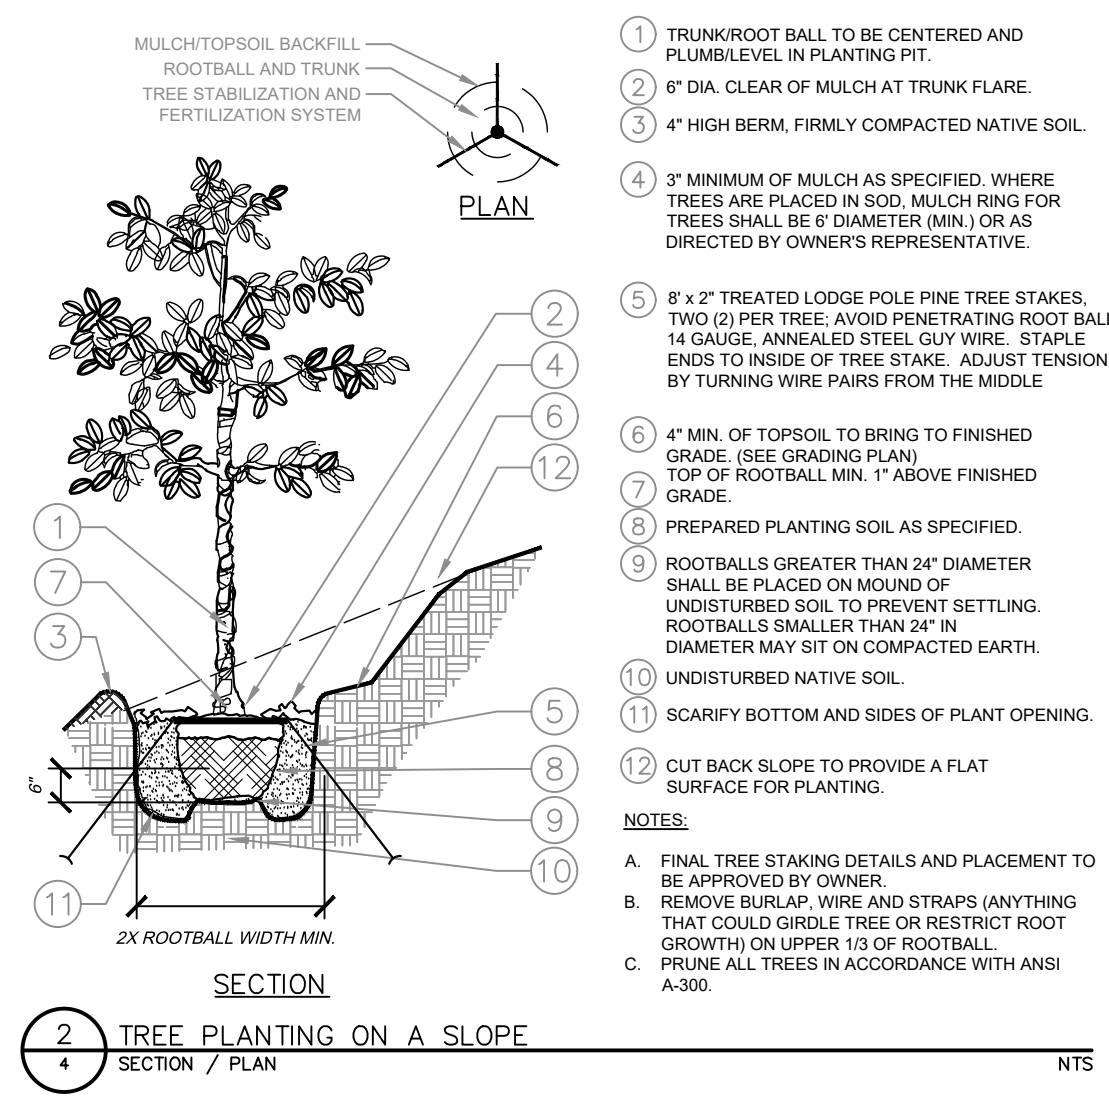 MULCH/TOPSOIL BACKFILL
ROOTBALL AND TRUNK
TREE STABILIZATION AND
FERTILIZATION SYSTEM
PLAN
2
4
6
12
1
7
3
5
8
9
10
11
6"
2X ROOTBALL WIDTH MIN.
SECTION
1 TRUNK/ROOT BALL TO BE CENTERED AND
PLUMB/LEVEL IN PLANTING PIT.
2 6" DIA. CLEAR OF MULCH AT TRUNK FLARE.
3 4" HIGH BERM, FIRMLY COMPACTED NATIVE SOIL.
4 3" MINIMUM OF MULCH AS SPECIFIED. WHERE
TREES ARE PLACED IN SOD, MULCH RING FOR
TREES SHALL BE 6' DIAMETER (MIN.) OR AS
DIRECTED BY OWNER'S REPRESENTATIVE.
5 8' x 2" TREATED LODGE POLE PINE TREE STAKES,
TWO (2) PER TREE; AVOID PENETRATING ROOT BAL
14 GAUGE, ANNEALED STEEL GUY WIRE. STAPLE
ENDS TO INSIDE OF TREE STAKE. ADJUST TENSION
BY TURNING WIRE PAIRS FROM THE MIDDLE
6 4" MIN. OF TOPSOIL TO BRING TO FINISHED
GRADE. (SEE GRADING PLAN)
7 TOP OF ROOTBALL MIN. 1" ABOVE FINISHED
GRADE.
8 PREPARED PLANTING SOIL AS SPECIFIED.
9 ROOTBALLS GREATER THAN 24" DIAMETER
SHALL BE PLACED ON MOUND OF
UNDISTURBED SOIL TO PREVENT SETTLING.
ROOTBALLS SMALLER THAN 24" IN
DIAMETER MAY SIT ON COMPACTED EARTH.
10 UNDISTURBED NATIVE SOIL.
11 SCARIFY BOTTOM AND SIDES OF PLANT OPENING.
12 CUT BACK SLOPE TO PROVIDE A FLAT
SURFACE FOR PLANTING.
NOTES:
A. FINAL TREE STAKING DETAILS AND PLACEMENT TO
BE APPROVED BY OWNER.
B. REMOVE BURLAP, WIRE AND STRAPS (ANYTHING
THAT COULD GIRDLE TREE OR RESTRICT ROOT
GROWTH) ON UPPER 1/3 OF ROOTBALL.
C. PRUNE ALL TREES IN ACCORDANCE WITH ANSI
A-300.
2 TREE PLANTING ON A SLOPE
4 SECTION / PLAN NTS